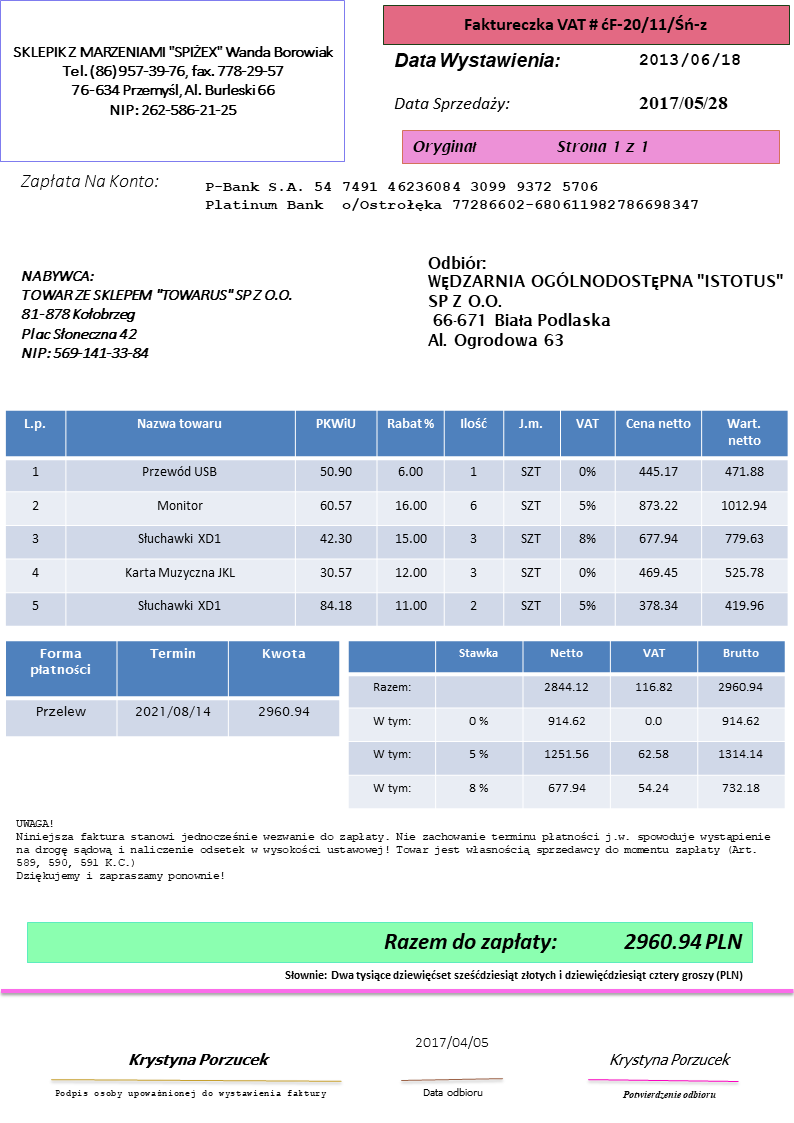 Faktureczka VAT # ćF-20/11/Śń-z
SKLEPIK Z MARZENIAMI "SPIŻEX" Wanda Borowiak
Tel. (86) 957-39-76, fax. 778-29-57
76-634 Przemyśl, Al. Burleski 66
NIP: 262-586-21-25
Data Wystawienia: 2013/06/18
Data Sprzedaży: 2017/05/28
Oryginał Strona 1 z 1
Zapłata Na Konto:
P-Bank S.A. 54 7491 46236084 3099 9372 5706
Platinum Bank o/Ostrołęka 77286602-680611982786698347
NABYWCA:
TOWAR ZE SKLEPEM "TOWARUS" SP Z O.O.
81-878 Kołobrzeg
Plac Słoneczna 42
NIP: 569-141-33-84
Odbiór:
WĘDZARNIA OGÓLNODOSTĘPNA "ISTOTUS"
SP Z O.O.
66-671 Biała Podlaska
Al. Ogrodowa 63
L.p. Nazwa towaru PKWiU Rabat % Ilość J.m. VAT Cena netto Wart. netto
1 Przewód USB 50.90 6.00 1 SZT 0% 445.17 471.88
2 Monitor 60.57 16.00 6 SZT 5% 873.22 1012.94
3 Słuchawki XD1 42.30 15.00 3 SZT 8% 677.94 779.63
4 Karta Muzyczna JKL 30.57 12.00 3 SZT 0% 469.45 525.78
5 Słuchawki XD1 84.18 11.00 2 SZT 5% 378.34 419.96
Forma płatności Termin Kwota
Przelew 2021/08/14 2960.94
Stawka Netto VAT Brutto
Razem: 2844.12 116.82 2960.94
W tym: 0 % 914.62 0.0 914.62
W tym: 5 % 1251.56 62.58 1314.14
W tym: 8 % 677.94 54.24 732.18
UWAGA!
Niniejsza faktura stanowi jednocześnie wezwanie do zapłaty. Nie zachowanie terminu płatności j.w. spowoduje wystąpienie
na drogę sądową i naliczenie odsetek w wysokości ustawowej! Towar jest własnością sprzedawcy do momentu zapłaty (Art.
589, 590, 591 K.C.)
Dziękujemy i zapraszamy ponownie!
Razem do zapłaty: 2960.94 PLN
Słownie: Dwa tysiące dziewięćset sześćdziesiąt złotych i dziewięćdziesiąt cztery groszy (PLN)
Krystyna Porzucek
Podpis osoby upoważnionej do wystawienia faktury
2017/04/05
Data odbioru
Krystyna Porzucek
Potwierdzenie odbioru